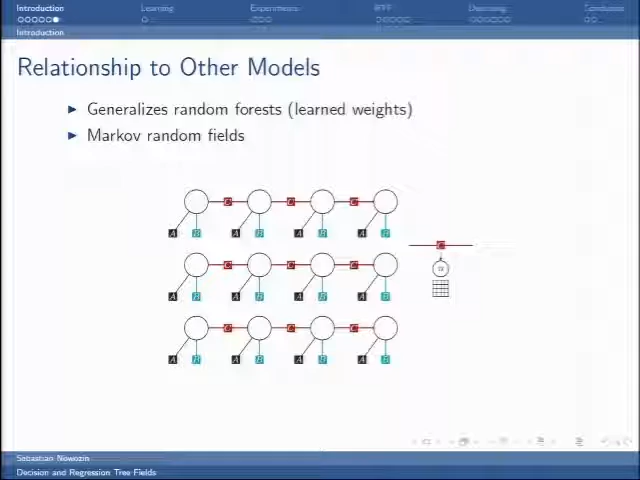 Introduction Learning Experiments RTF Conclusion
Introduction
Relationship to Other Models
Generalizes random forests (learned weights)
Markov random fields
C C C
A B A B A B A B
C
C C C
A B A B A B A B
C C C
A B A B A B A B
Sebastian Nowozin
Decision and Regression Tree Fields